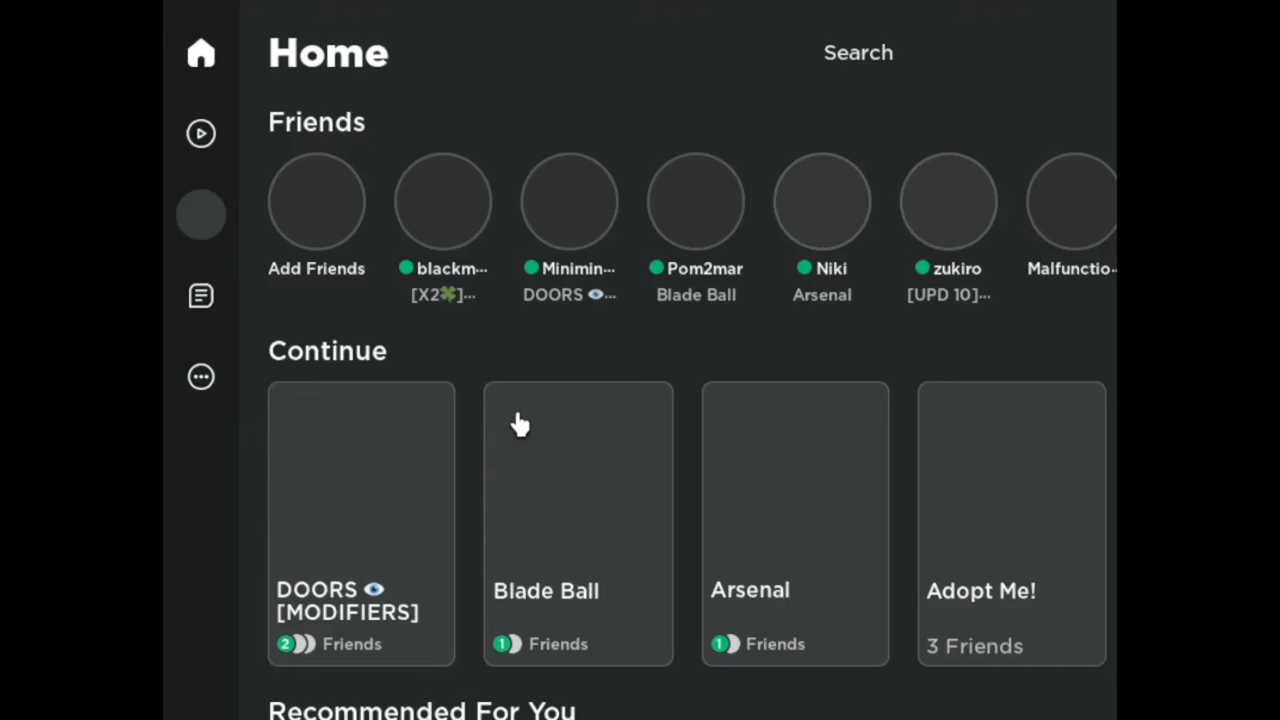 Home
Search
Friends
Add Friends
blackm...
Minimin...
Pom2mar
Niki
zukiro
Malfunctio..
[X2🍀]...
DOORS 👁️...
Blade Ball
Arsenal
[UPD 10]...
Continue
DOORS 👁️
[MODIFIERS]
2 Friends
Blade Ball
1 Friends
Arsenal
1 Friends
Adopt Me!
3 Friends
Recommended For You